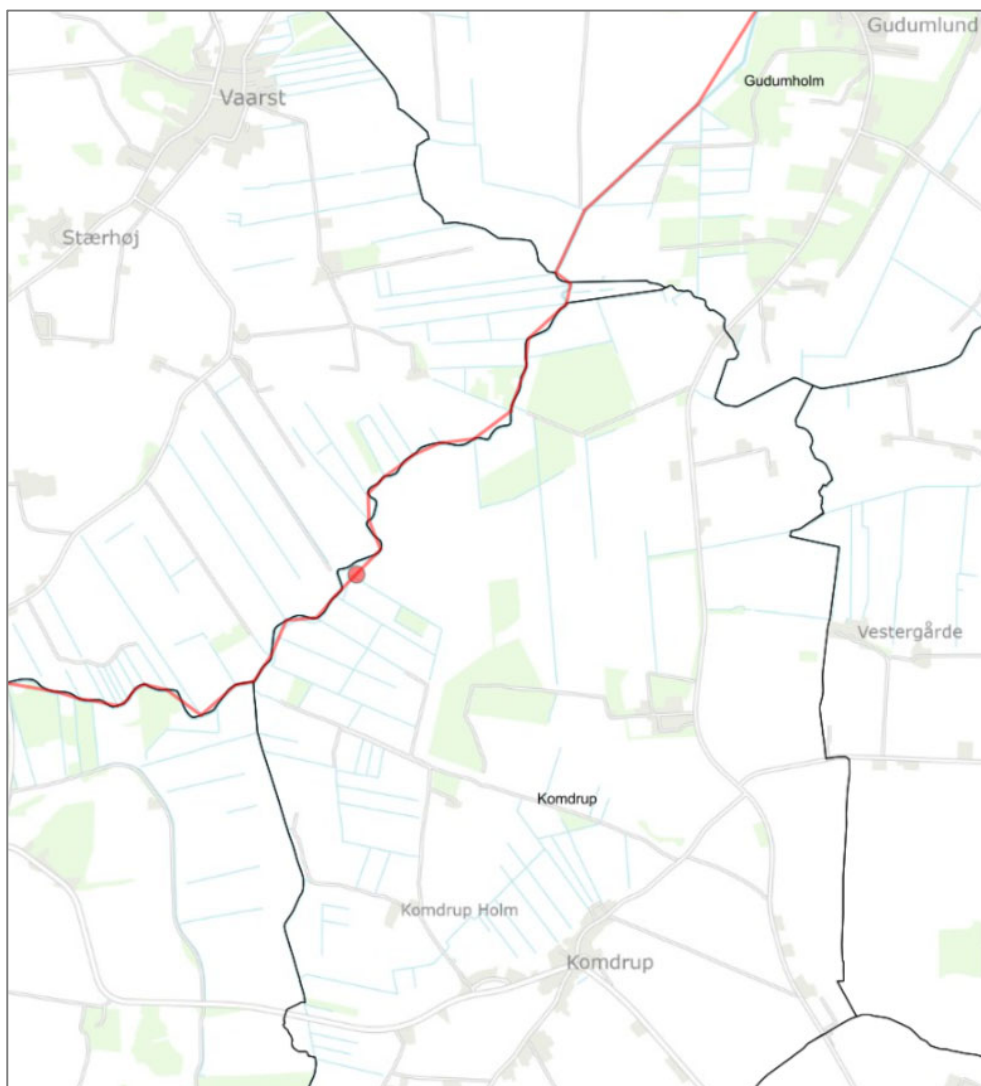 Gudumlund
Gudumholm
Vaarst
Stærhøj
Vestergårde
Komdrup
Komdrup Holm
Komdrup